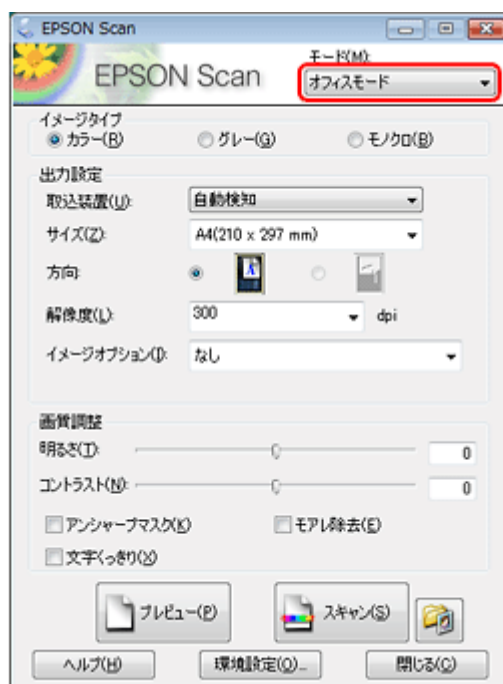 EPSON Scan
EPSON Scan
モード(M):
オフィスモード
イメージタイプ
カラー(R) グレー(G) モノクロ(B)
出力設定
取込装置(U): 自動検知
サイズ(Z): A4(210 x 297 mm)
方向:
解像度(L): 300 dpi
イメージオプション(I): なし
画質調整
明るさ(T): 0
コントラスト(N): 0
アンシャープマスク(K) モアレ除去(E)
文字くっきり(X)
プレビュー(P) スキャン(S)
ヘルプ(H) 環境設定(O)... 閉じる(C)